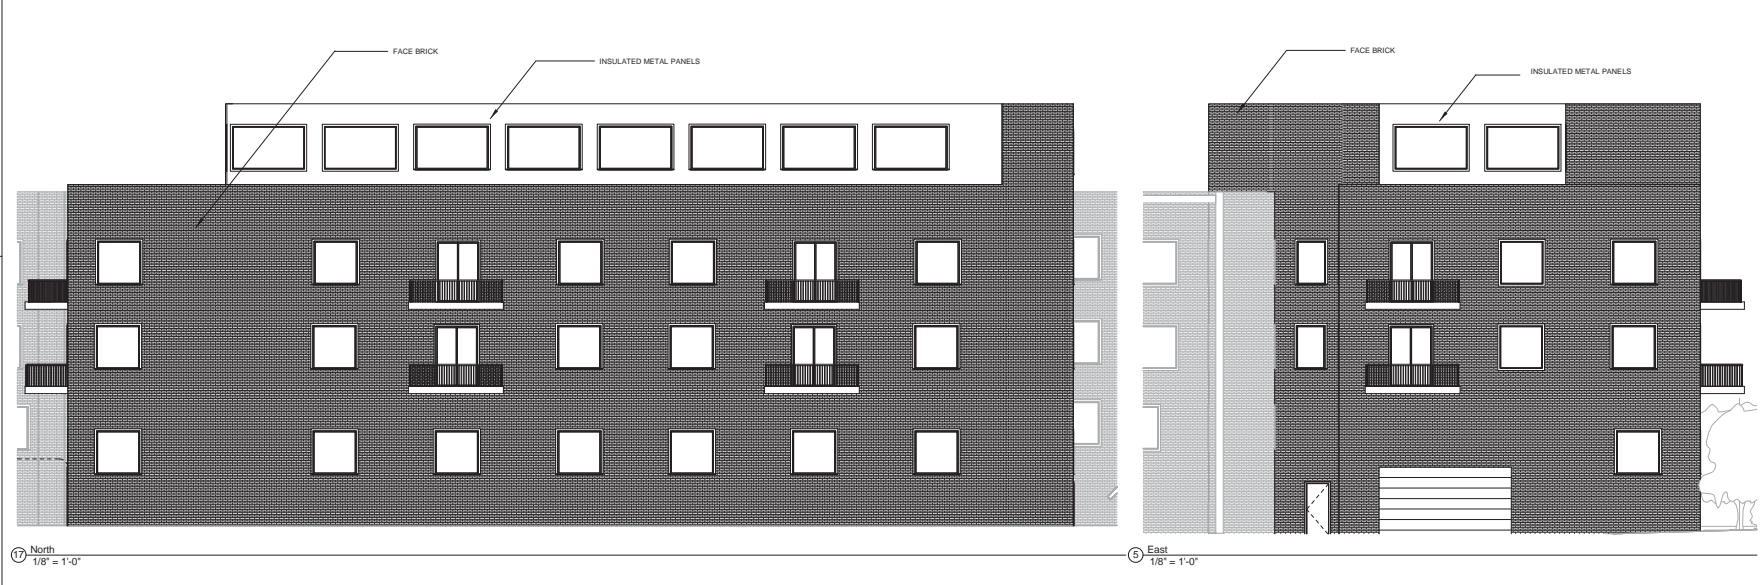 FACE BRICK
INSULATED METAL PANELS
FACE BRICK
INSULATED METAL PANELS
17 North
1/8" = 1'-0"
5 East
1/8" = 1'-0"